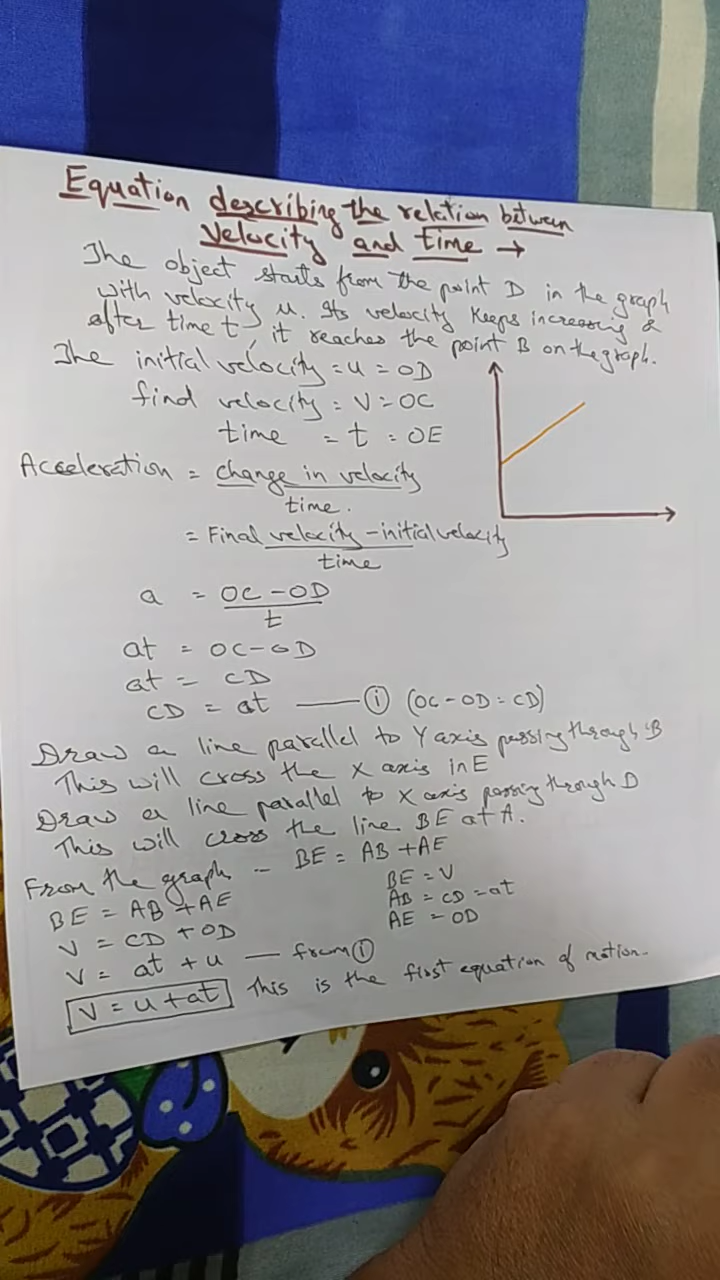 Equation describing the relation between
Velocity and time →
The object starts from the point D in the graph
with velocity u. Its velocity keeps increasing &
after time t, it reaches the point B on the graph.
The initial velocity = u = OD
find velocity = V = OC
time = t = OE
Acceleration = change in velocity
time.
= Final velocity - initial velocity
time
a = OC - OD
t
at = OC - OD
at = CD
CD = at —— (i) (OC - OD = CD)
Draw a line parallel to Y axis passing through B
This will cross the X axis in E
Draw a line parallel to X axis passing through D
This will cross the line BE at A.
From the graph - BE = AB + AE
BE = AB + AE
V = CD + OD
V = at + u — from (i)
BE = V
AB = CD = at
AE = OD
V = u + at This is the first equation of motion.